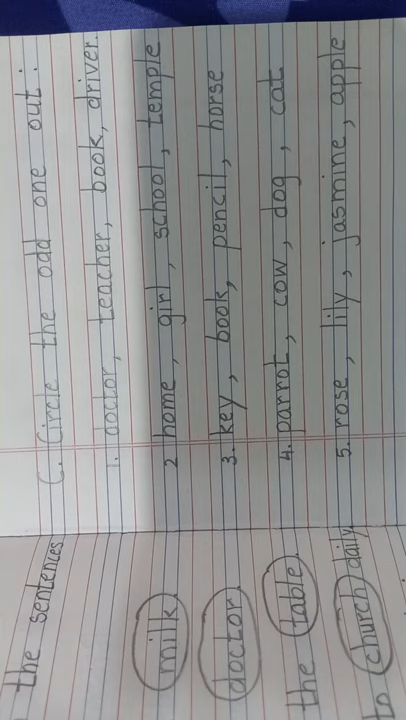 the sentences
milk.
doctor.
the table.
to church daily.
C. Circle the odd one out:
1. doctor, teacher, book, driver.
2 home, girl, school, temple
3. key, book, pencil, horse
4. parrot, cow, dog, cat
5. rose, lily, jasmine, apple